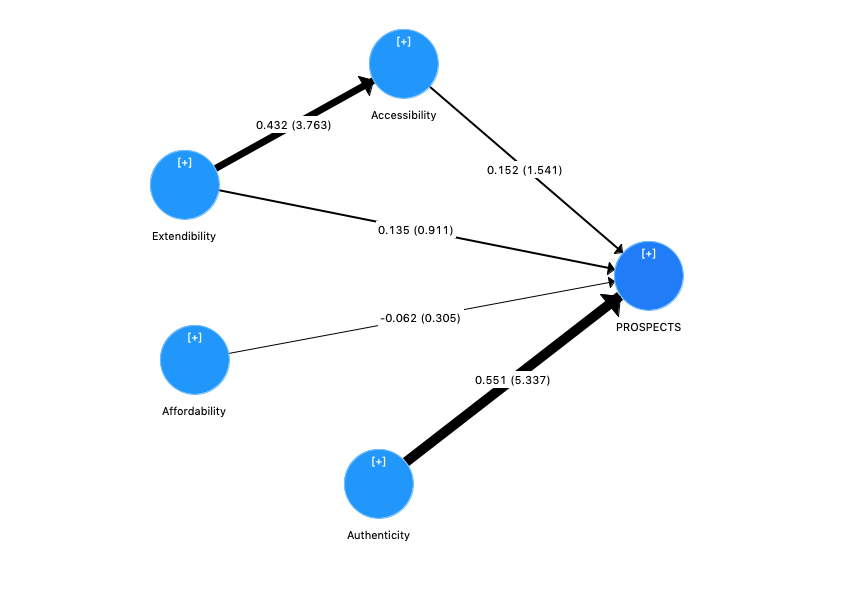 [+]
Accessibility
0.432 (3.763)
[+]
0.152 (1.541)
Extendibility
0.135 (0.911)
[+]
PROSPECTS
-0.062 (0.305)
[+]
Affordability
0.551 (5.337)
[+]
Authenticity